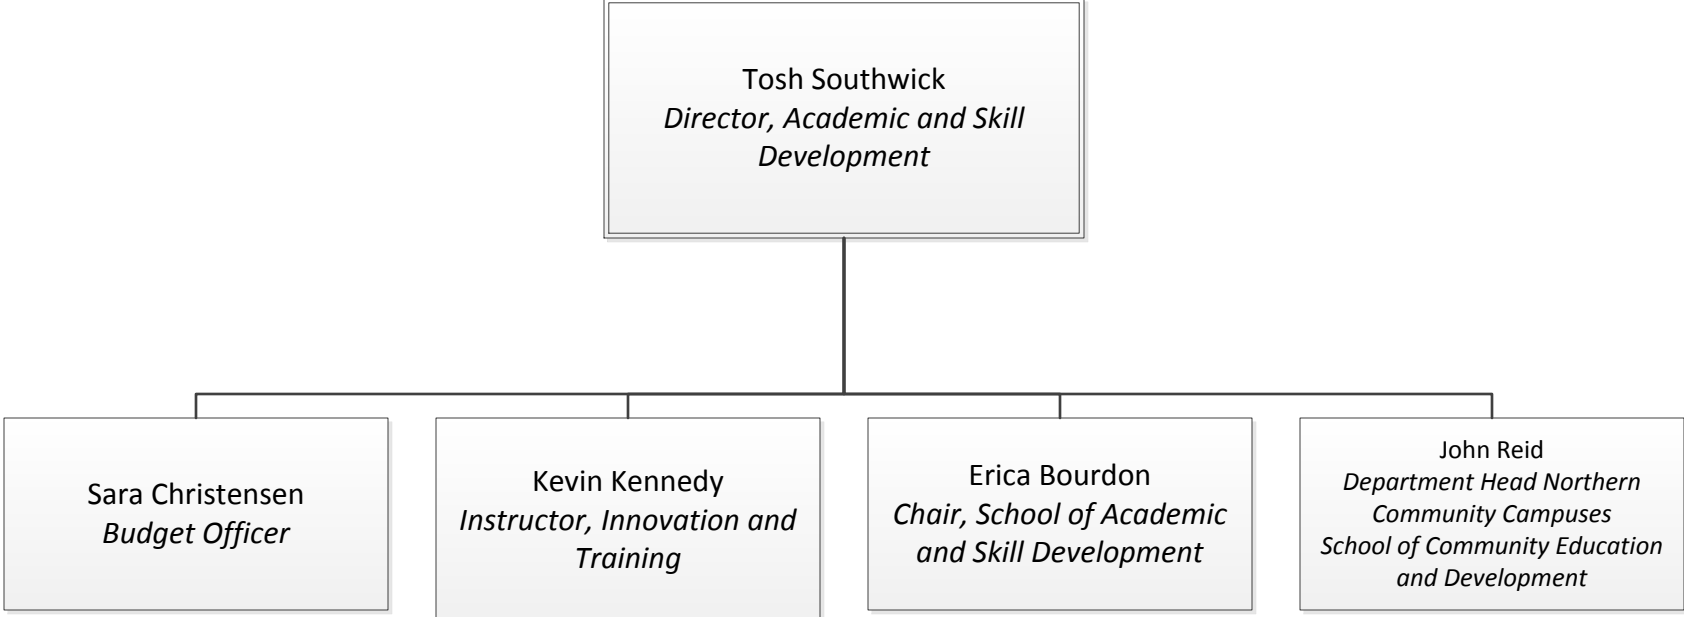 Tosh Southwick
Director, Academic and Skill
Development
Sara Christensen
Budget Officer
Kevin Kennedy
Instructor, Innovation and
Training
Erica Bourdon
Chair, School of Academic
and Skill Development
John Reid
Department Head Northern
Community Campuses
School of Community Education
and Development